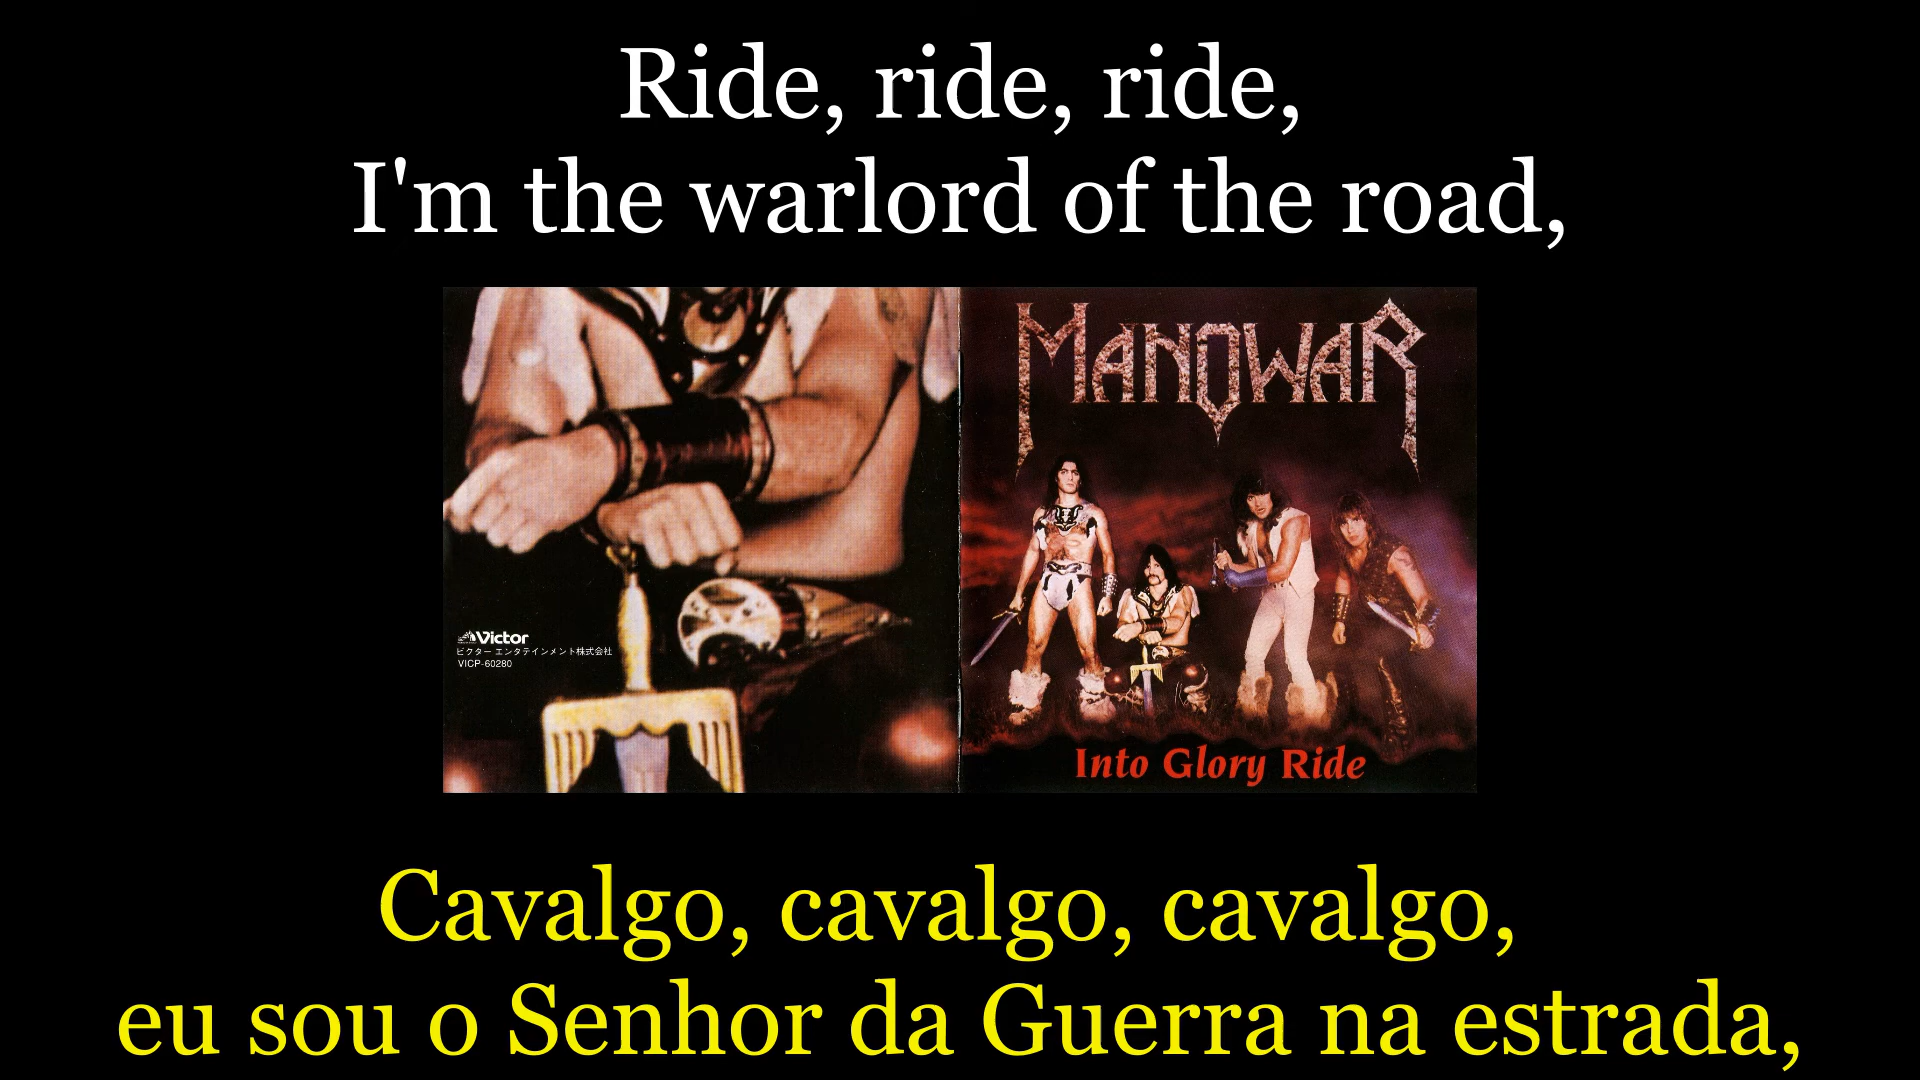 Ride, ride, ride,
I'm the warlord of the road,
MANOWAR
Victor
ビクター エンタテインメント株式会社
VICP-60280
Into Glory Ride
Cavalgo, cavalgo, cavalgo,
eu sou o Senhor da Guerra na estrada,